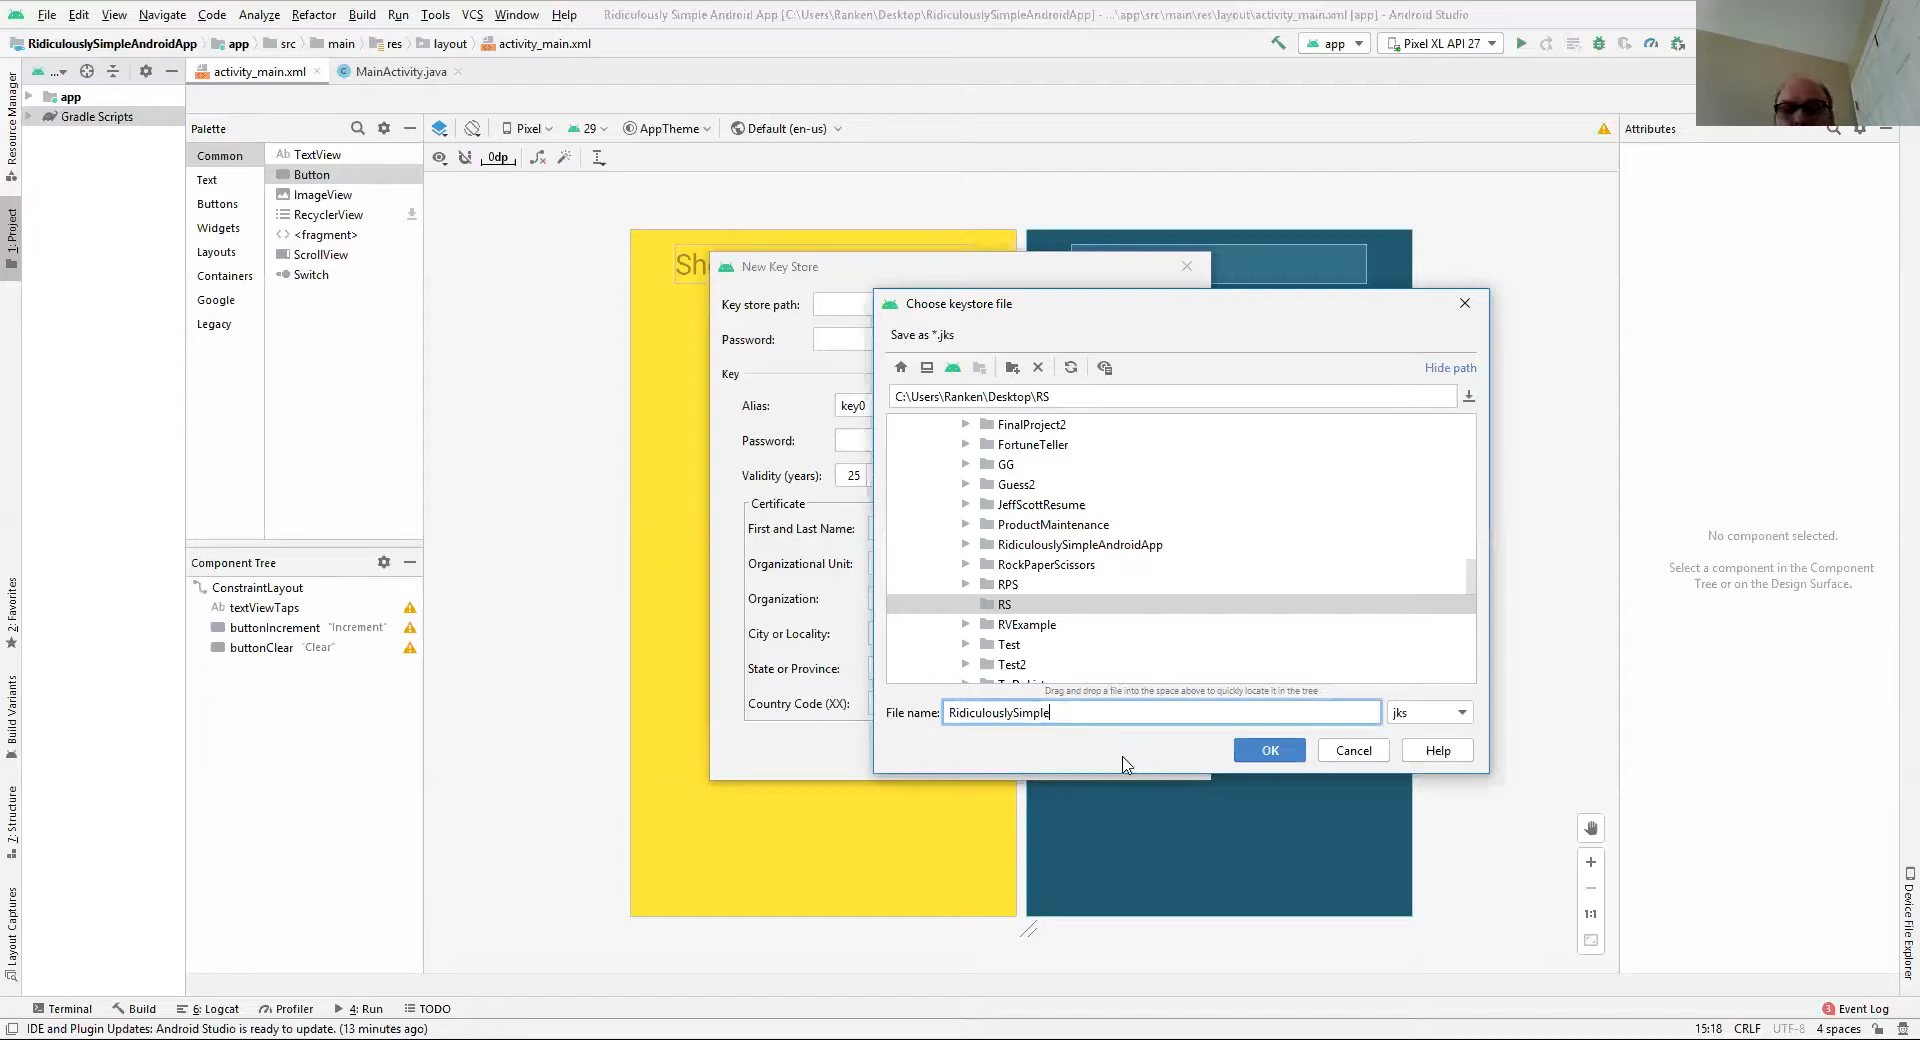 File Edit View Navigate Code Analyze Refactor Build Run Tools VCS Window Help Ridiculously Simple Android App [C:\Users\Ranken\Desktop\RidiculouslySimpleAndroidApp] - ...\app\src\main\res\layout\activity_main.xml [app] - Android Studio
RidiculouslySimpleAndroidApp app src main res layout activity_main.xml app Pixel XL API 27
... activity_main.xml MainActivity.java
app
Gradle Scripts
Resource Manager
1: Project
2: Favorites
Build Variants
7: Structure
Layout Captures
Palette
Common
Text
Buttons
Widgets
Layouts
Containers
Google
Legacy
Ab TextView
Button
ImageView
RecyclerView
<> <fragment>
ScrollView
Switch
Pixel 29 AppTheme Default (en-us)
0dp
Attributes
Component Tree
ConstraintLayout
Ab textViewTaps
buttonIncrement "Increment"
buttonClear "Clear"
Sho
New Key Store
Key store path:
Password:
Key
Alias: key0
Password:
Validity (years): 25
Certificate
First and Last Name:
Organizational Unit:
Organization:
City or Locality:
State or Province:
Country Code (XX):
Choose keystore file
Save as *.jks
Hide path
C:\Users\Ranken\Desktop\RS
FinalProject2
FortuneTeller
GG
Guess2
JeffScottResume
ProductMaintenance
RidiculouslySimpleAndroidApp
RockPaperScissors
RPS
RS
RVExample
Test
Test2
Drag and drop a file into the space above to quickly locate it in the tree
File name: RidiculouslySimple jks
OK Cancel Help
No component selected.
Select a component in the Component
Tree or on the Design Surface.
1:1
Device File Explorer
Terminal Build 6: Logcat Profiler 4: Run TODO 3 Event Log
IDE and Plugin Updates: Android Studio is ready to update. (13 minutes ago) 15:18 CRLF UTF-8 4 spaces